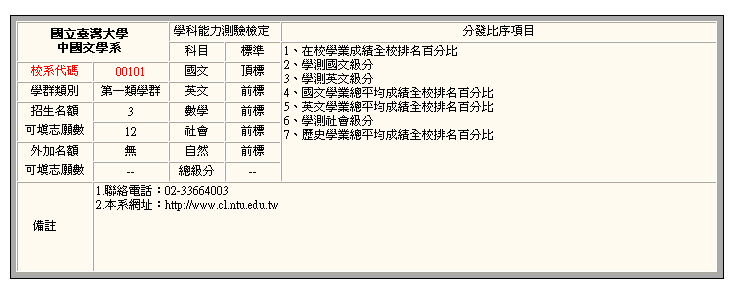 國立臺灣大學
中國文學系
學科能力測驗檢定
分發比序項目
科目 標準
1、在校學業成績全校排名百分比
2、學測國文級分
3、學測英文級分
4、國文學業總平均成績全校排名百分比
5、英文學業總平均成績全校排名百分比
6、學測社會級分
7、歷史學業總平均成績全校排名百分比
校系代碼 00101 國文 頂標
學群類別 第一類學群 英文 前標
招生名額 3 數學 前標
可填志願數 12 社會 前標
外加名額 無 自然 前標
可填志願數 -- 總級分 --
備註
1.聯絡電話：02-33664003
2.本系網址：http://www.cl.ntu.edu.tw